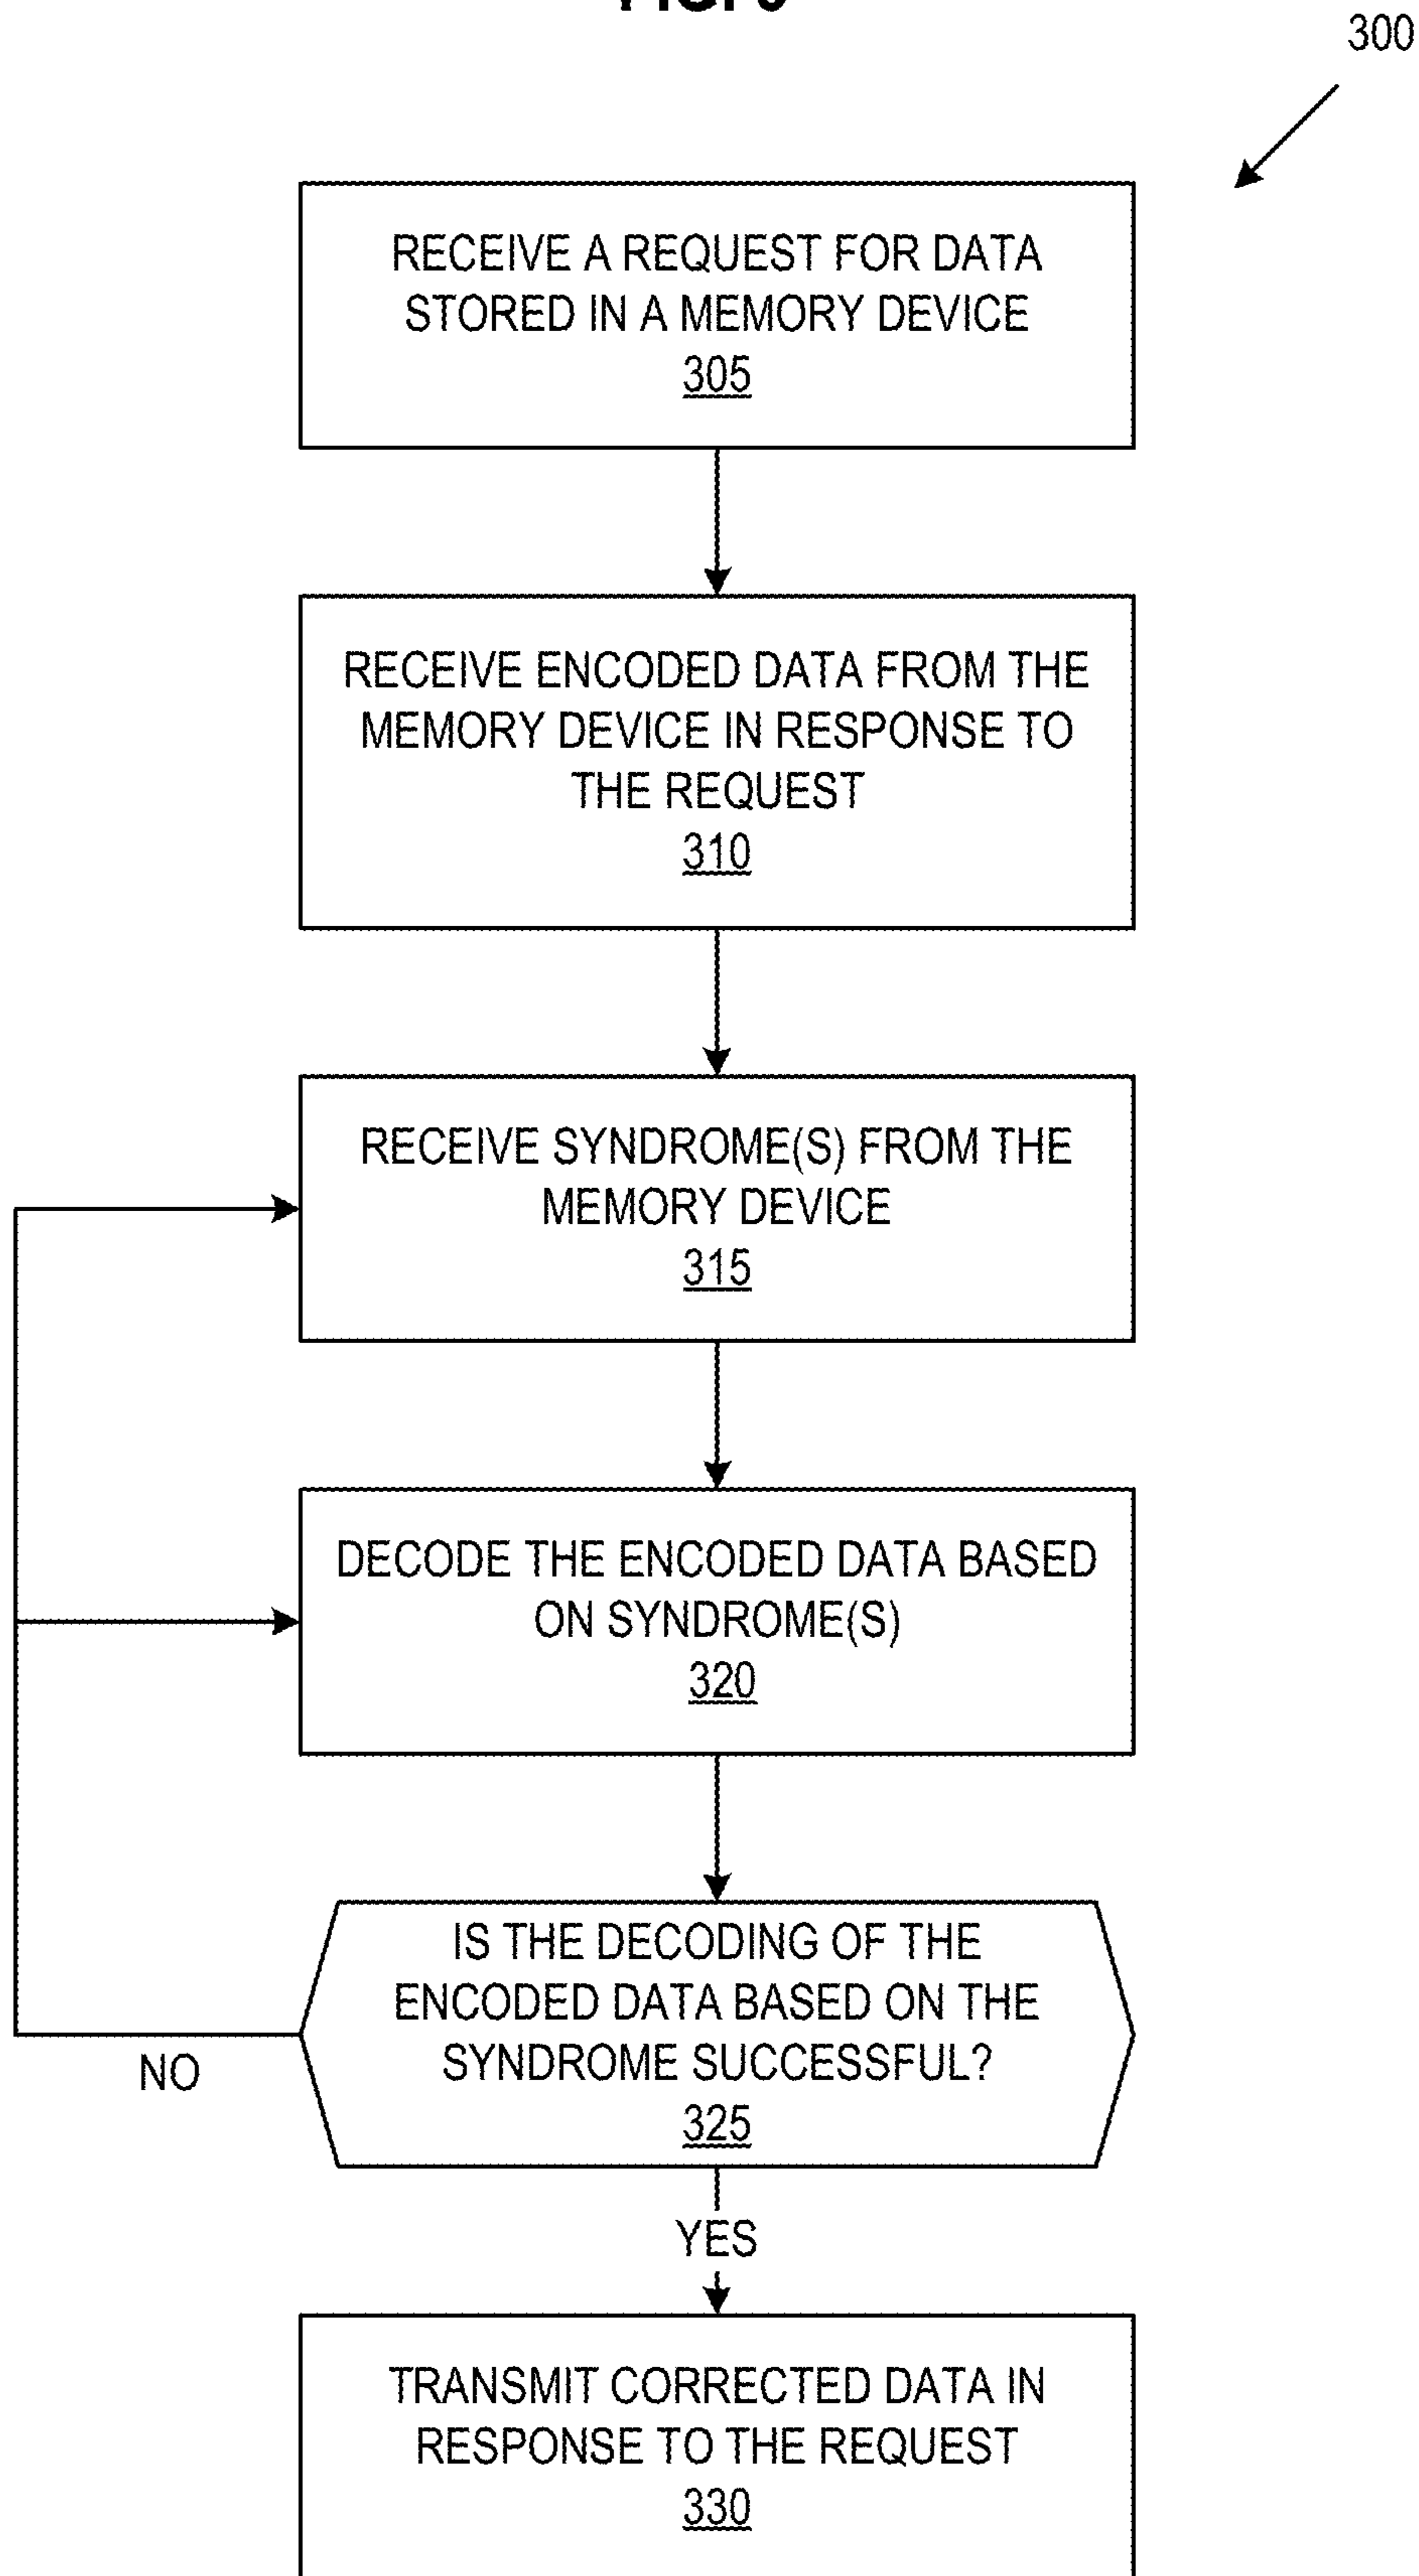 300
RECEIVE A REQUEST FOR DATA
STORED IN A MEMORY DEVICE
305
RECEIVE ENCODED DATA FROM THE
MEMORY DEVICE IN RESPONSE TO
THE REQUEST
310
RECEIVE SYNDROME(S) FROM THE
MEMORY DEVICE
315
DECODE THE ENCODED DATA BASED
ON SYNDROME(S)
320
IS THE DECODING OF THE
ENCODED DATA BASED ON THE
SYNDROME SUCCESSFUL?
325
NO
YES
TRANSMIT CORRECTED DATA IN
RESPONSE TO THE REQUEST
330